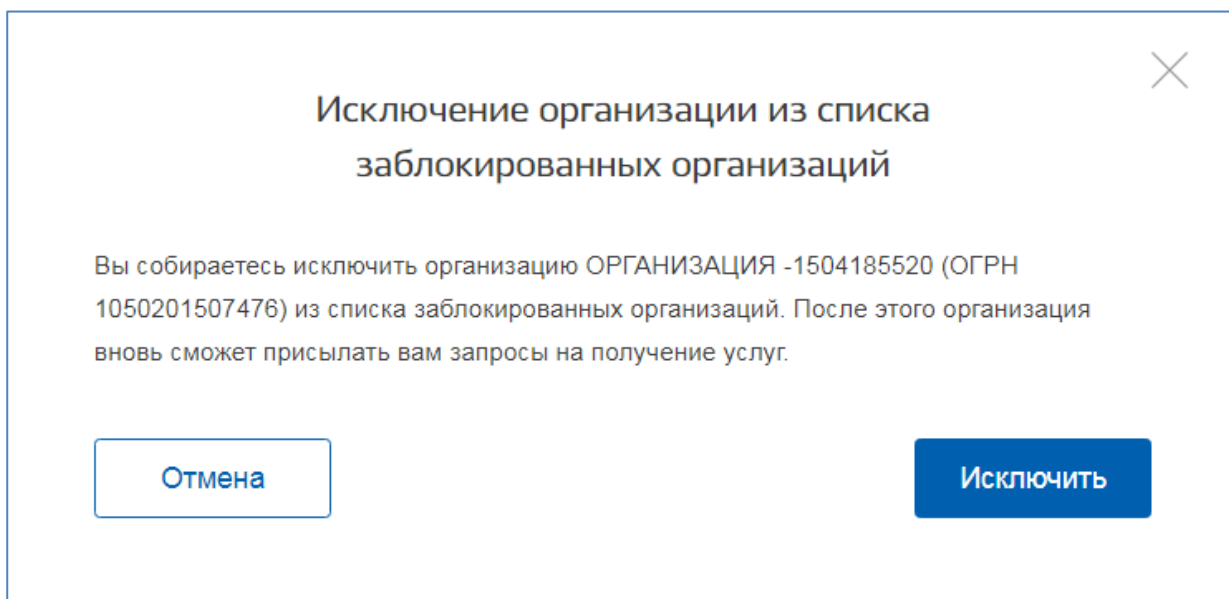 Исключение организации из списка
заблокированных организаций
Вы собираетесь исключить организацию ОРГАНИЗАЦИЯ -1504185520 (ОГРН
1050201507476) из списка заблокированных организаций. После этого организация
вновь сможет присылать вам запросы на получение услуг.
Отмена
Исключить